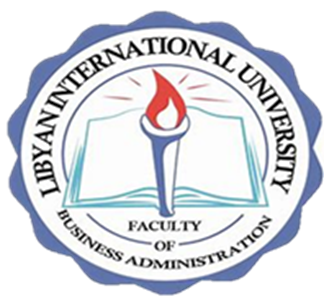 LIBYAN INTERNATIONAL UNIVERSITY
FACULTY
OF
BUSINESS ADMINISTRATION